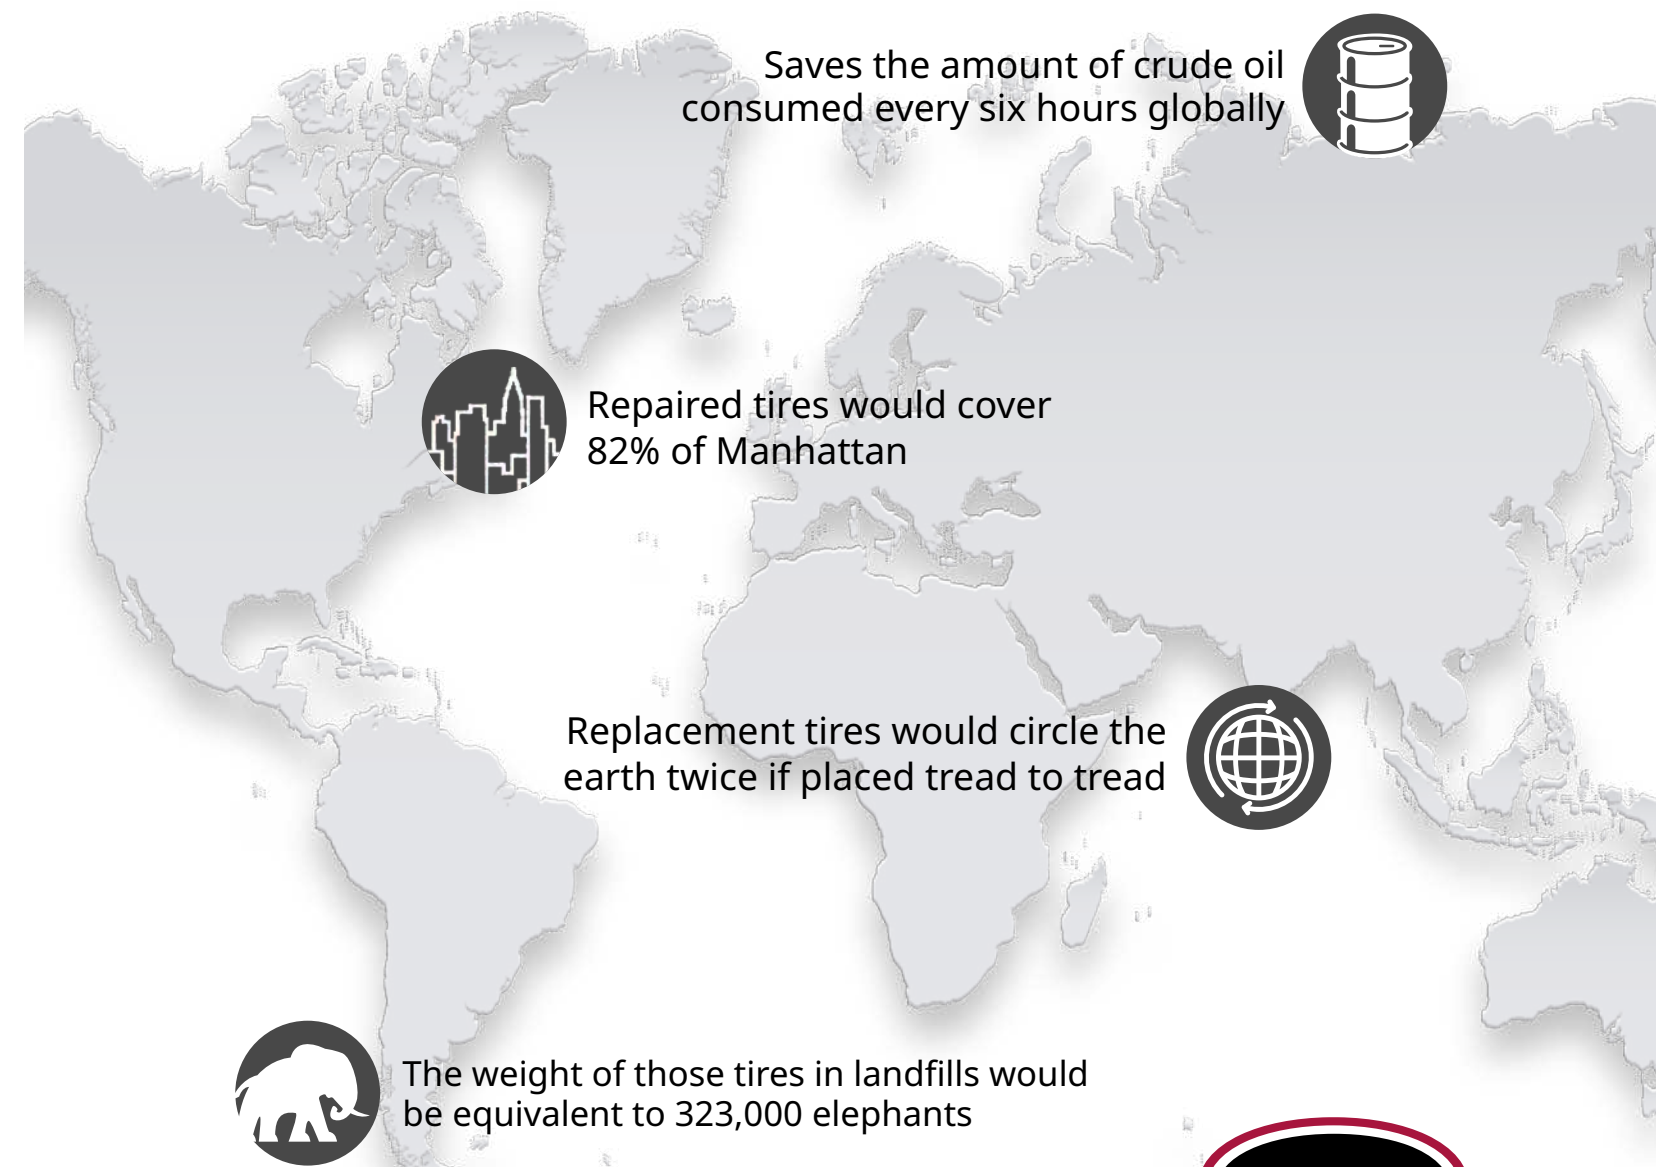 Saves the amount of crude oil
consumed every six hours globally
Repaired tires would cover
82% of Manhattan
Replacement tires would circle the
earth twice if placed tread to tread
The weight of those tires in landfills would
be equivalent to 323,000 elephants